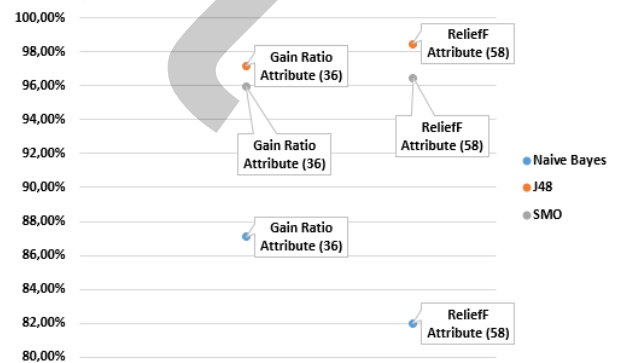 100,00%
98,00%
96,00%
94,00%
92,00%
90,00%
88,00%
86,00%
84,00%
82,00%
80,00%
Gain Ratio
Attribute (36)
ReliefF
Attribute (58)
Gain Ratio
Attribute (36)
ReliefF
Attribute (58)
Gain Ratio
Attribute (36)
ReliefF
Attribute (58)
Naive Bayes
J48
SMO